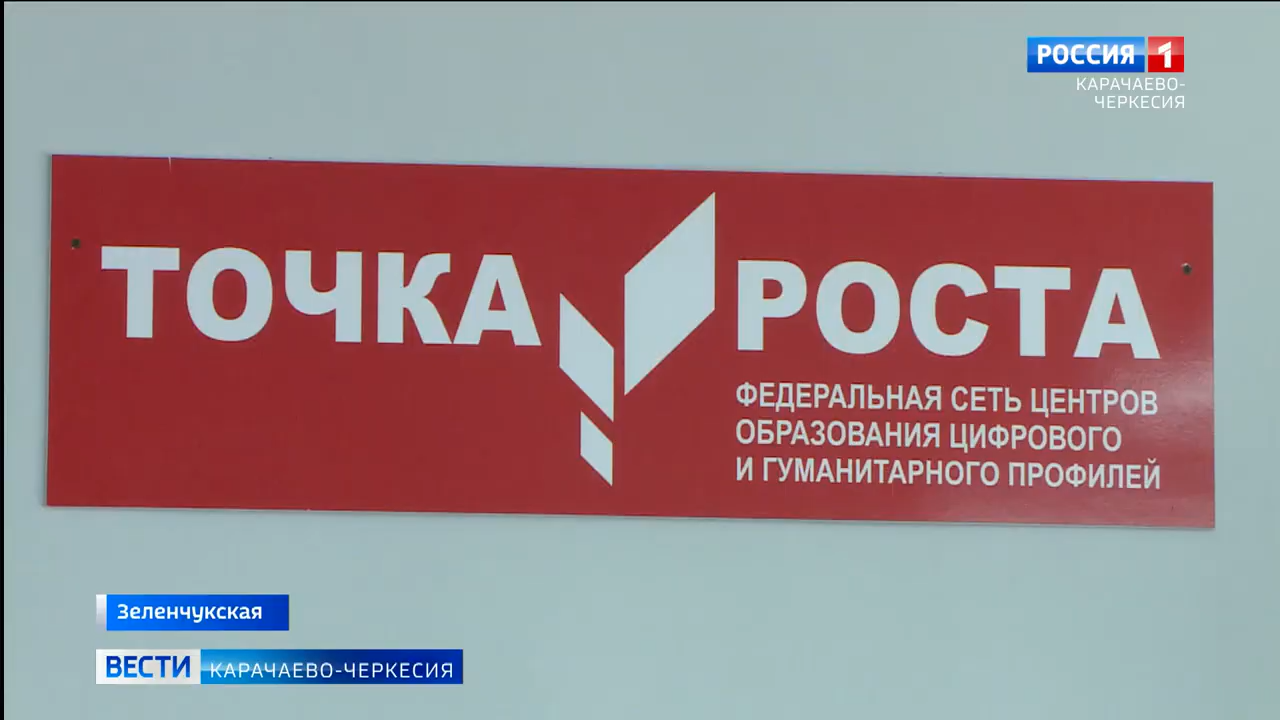 РОССИЯ 1
КАРАЧАЕВО-
ЧЕРКЕСИЯ
ТОЧКА РОСТА
ФЕДЕРАЛЬНАЯ СЕТЬ ЦЕНТРОВ
ОБРАЗОВАНИЯ ЦИФРОВОГО
И ГУМАНИТАРНОГО ПРОФИЛЕЙ
Зеленчукская
ВЕСТИ КАРАЧАЕВО-ЧЕРКЕСИЯ